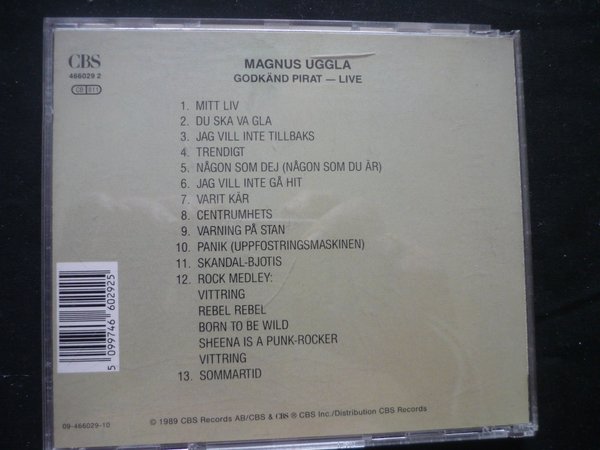 CBS
466029 2
MAGNUS UGGLA
GODKÄND PIRAT — LIVE
1. MITT LIV
2. DU SKA VA GLA
3. JAG VILL INTE TILLBAKS
4. TRENDIGT
5. NÅGON SOM DEJ (NÅGON SOM DU ÄR)
6. JAG VILL INTE GÅ HIT
7. VARIT KÄR
8. CENTRUMHETS
9. VARNING PÅ STAN
10. PANIK (UPPFOSTRINGSMASKINEN)
11. SKANDAL-BJØTIS
12. ROCK MEDLEY:
VITTRING
REBEL REBEL
BORN TO BE WILD
SHEENA IS A PUNK-ROCKER
VITTRING
13. SOMMARTID
5 099746 602925
© 1989 CBS Records AB/CBS & CBS ® CBS Inc./Distribution CBS Records
09-466029-10